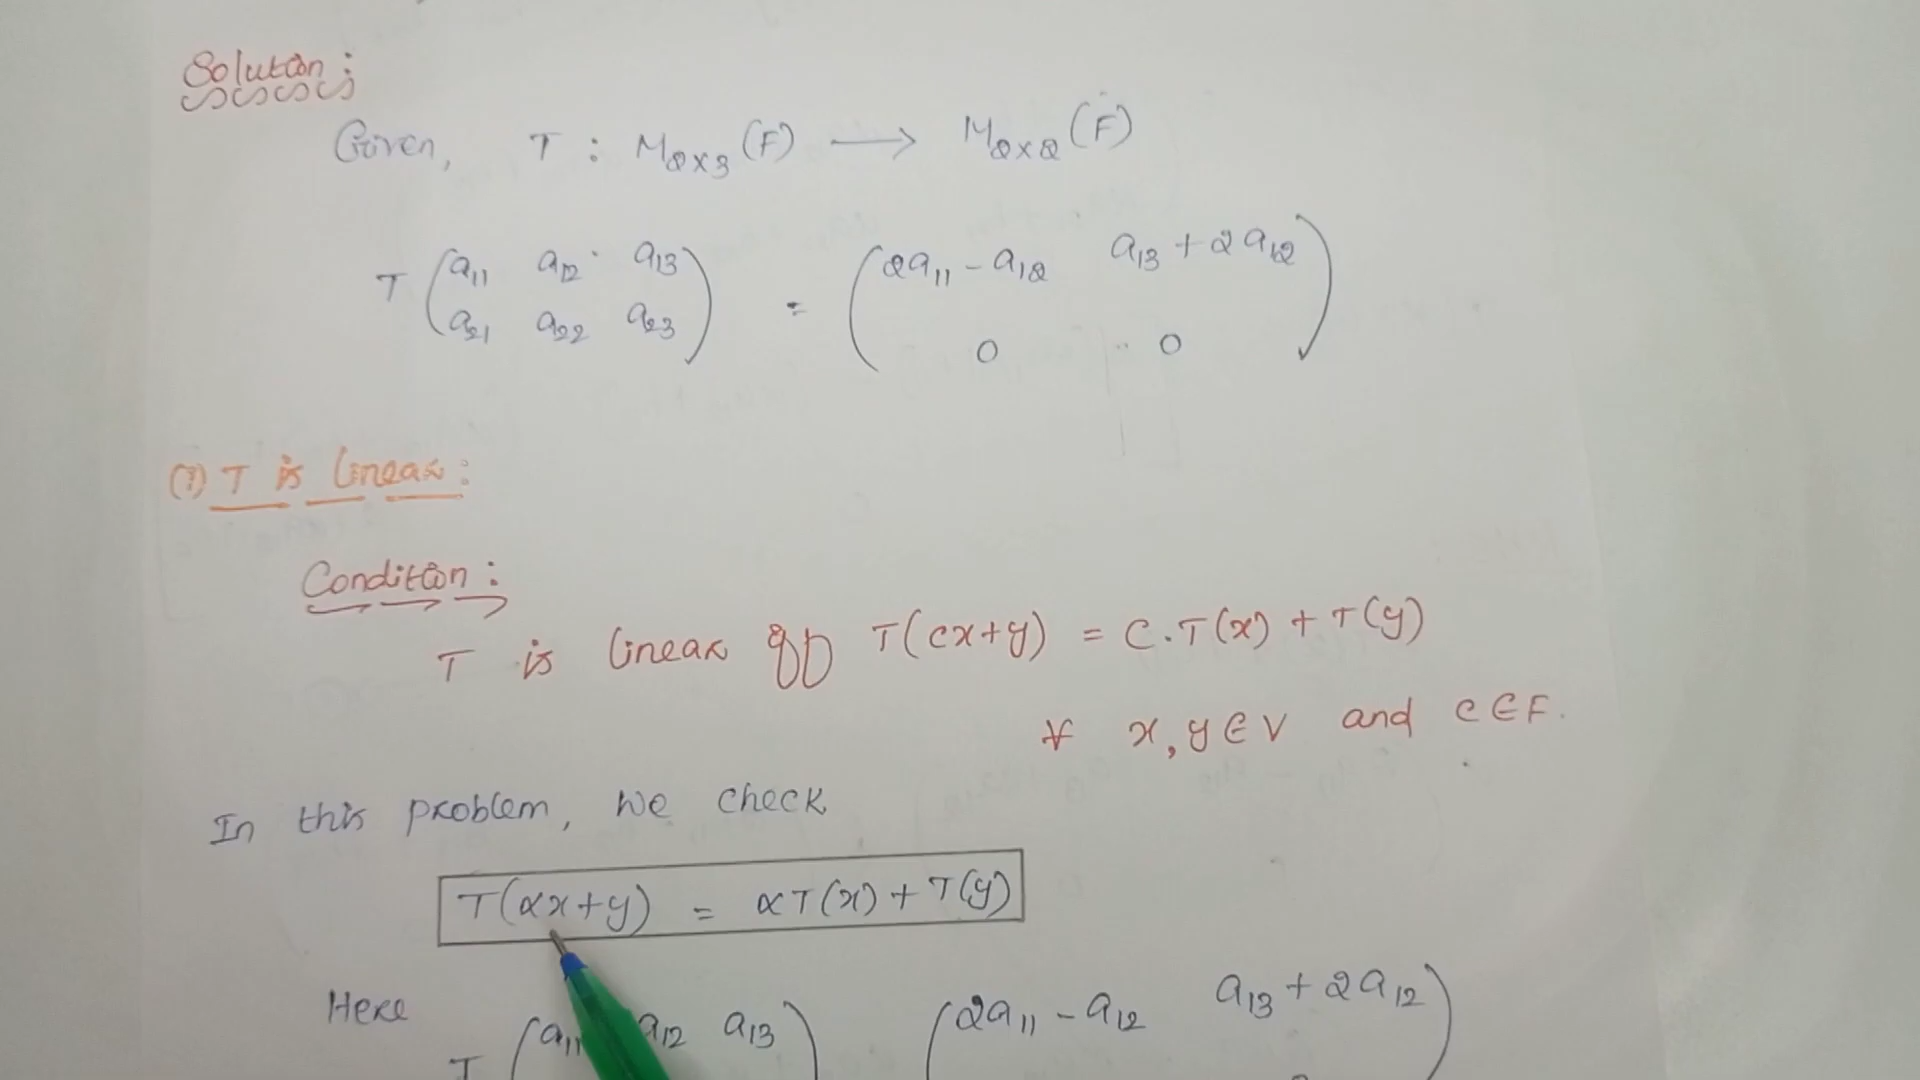 Solution:
Given, T : M₂ₓ₃ (F) ⟶ M₂ₓ₂ (F)
T ( a₁₁ a₁₂ a₁₃ ) = ( 2a₁₁ - a₁₂ a₁₃ + 2a₁₂ )
( a₂₁ a₂₂ a₂₃ ) ( 0 0 )
(i) T is linear:
Condition:
T is linear iff T(cx+y) = c.T(x) + T(y)
∀ x, y ∈ V and c ∈ F.
In this problem, we check
T(αx+y) = αT(x) + T(y)
Here T ( a₁₁ a₁₂ a₁₃ ) ( 2a₁₁ - a₁₂ a₁₃ + 2a₁₂ )